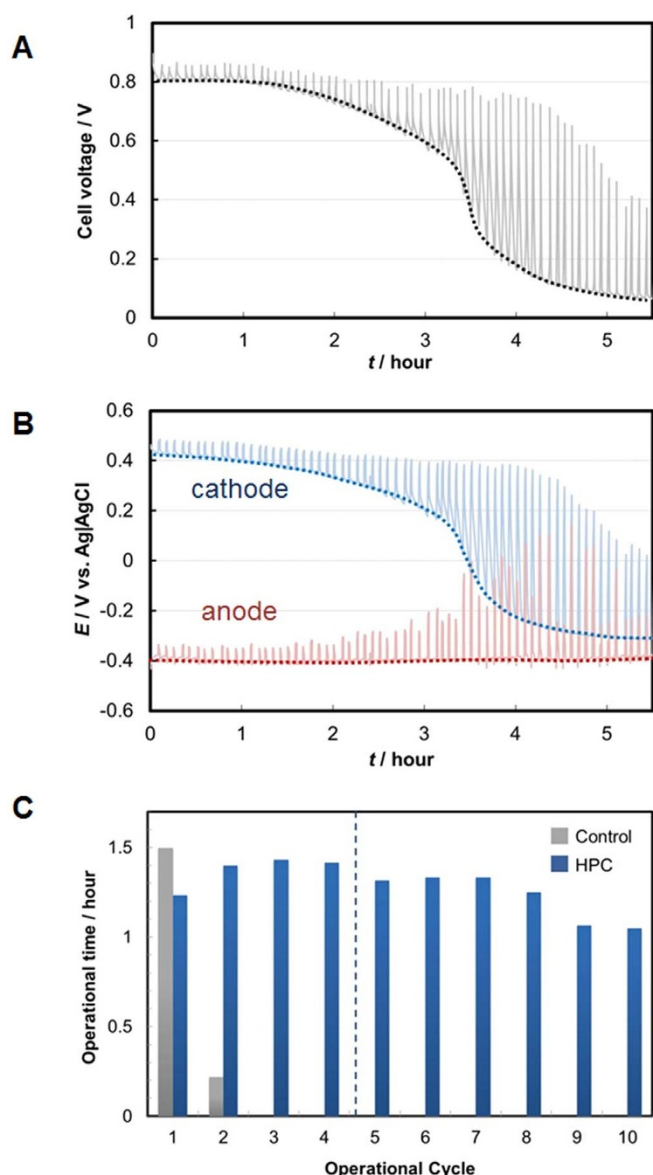 A
Cell voltage / V
1
0.8
0.6
0.4
0.2
0
0 1 2 3 4 5
t / hour
B
E / V vs. Ag|AgCl
0.6
0.4
0.2
0
-0.2
-0.4
-0.6
cathode
anode
0 1 2 3 4 5
t / hour
C
Operational time / hour
1.5
1
0.5
0
Control
HPC
1 2 3 4 5 6 7 8 9 10
Operational Cycle